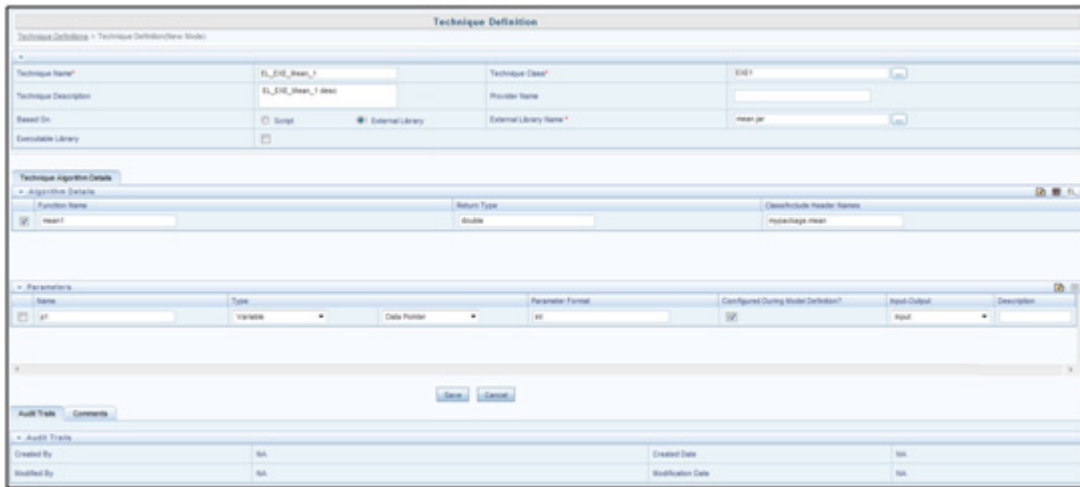 Technique Definition
Technique Definitions > Technique Definition(New Mode)
Technique Name* EL_EXE_Mean_1 Technique Class* EXE1 ...
Technique Description EL_EXE_Mean_1 desc Provider Name
Based On Script External Library External Library Name * mean.jar ...
Executable Library
Technique Algorithm Details
Algorithm Details EL_
Function Name Return Type Class/Include Header Names
mean1 double mypackage.mean
Parameters
Name Type Parameter Format Configured During Model Definition? Input-Output Description
p1 Variable Data Pointer int Input
Save Cancel
Audit Trails Comments
Audit Trails
Created By NA Created Date NA
Modified By NA Modification Date NA